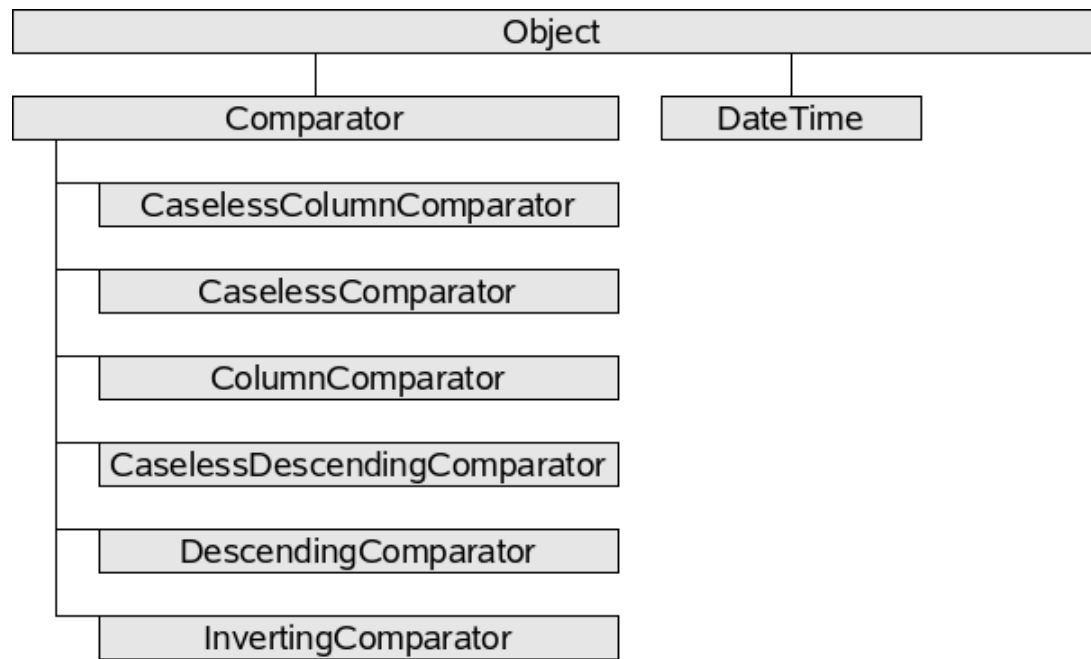 Object
Comparator
DateTime
CaselessColumnComparator
CaselessComparator
ColumnComparator
CaselessDescendingComparator
DescendingComparator
InvertingComparator